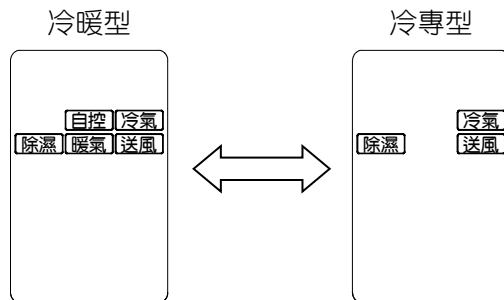 冷暖型
自控 冷氣
除濕 暖氣 送風
冷專型
冷氣
除濕 送風